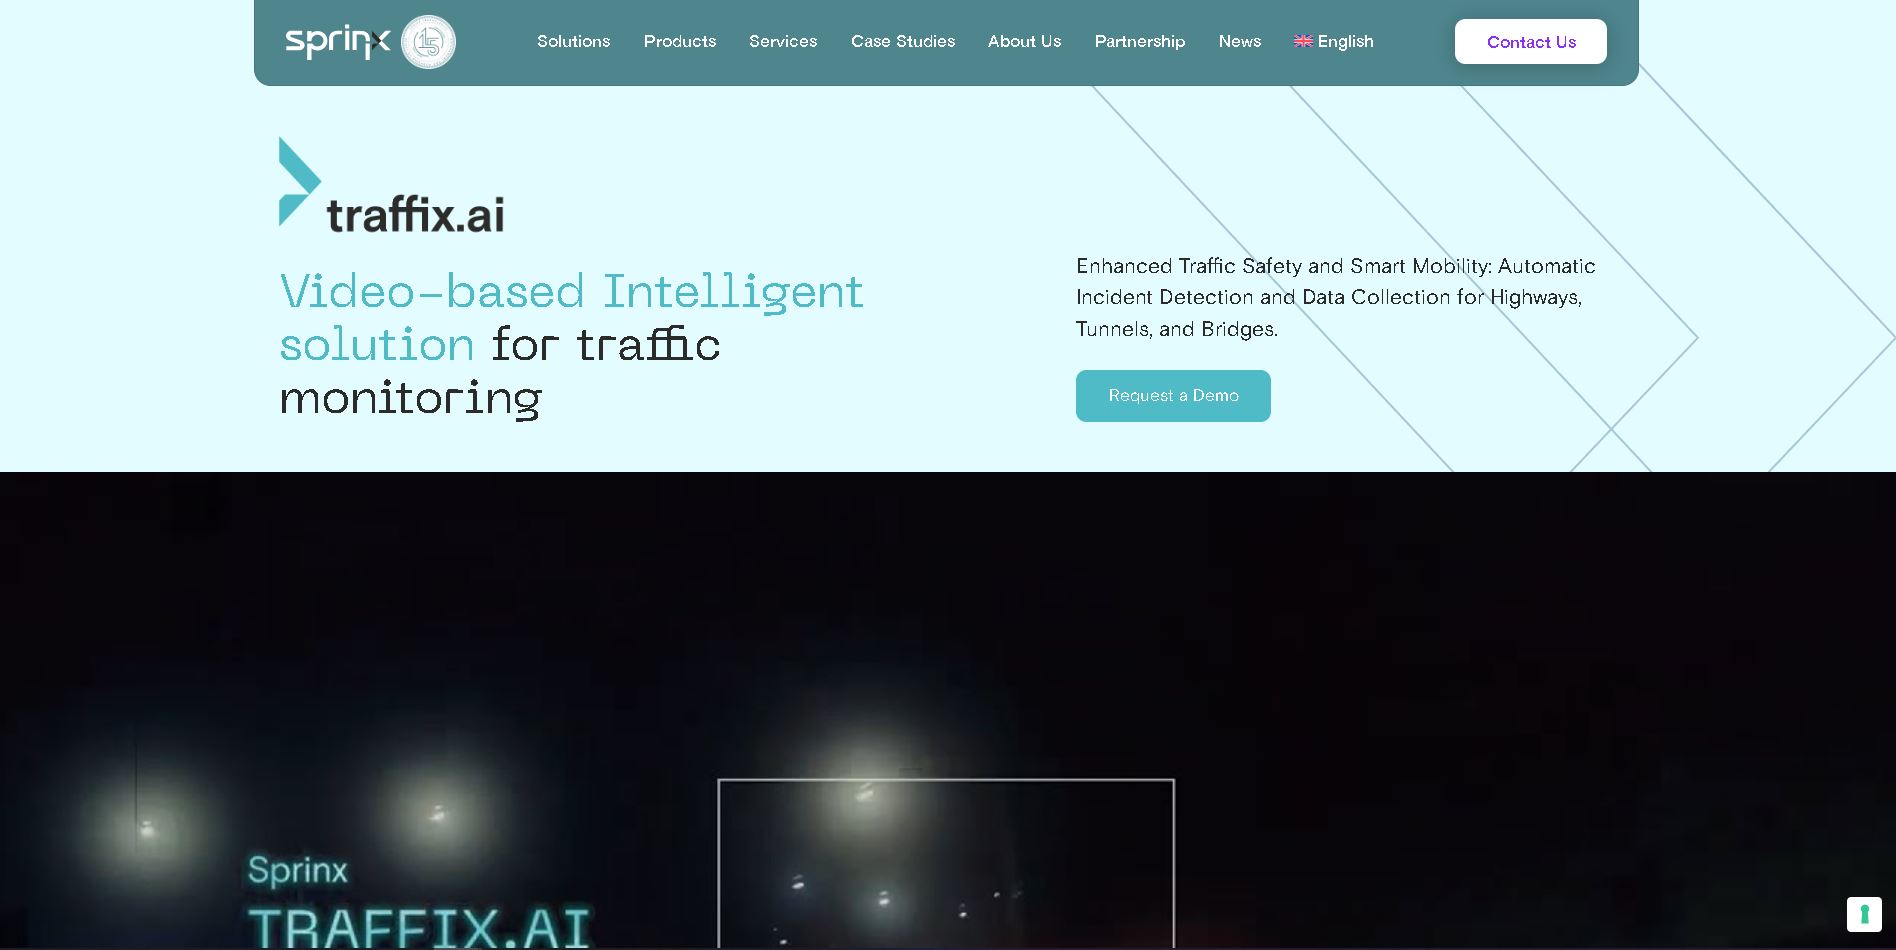 sprinx
15
Solutions
Products
Services
Case Studies
About Us
Partnership
News
English
Contact Us
traffix.ai
Video-based Intelligent
solution for traffic
monitoring
Enhanced Traffic Safety and Smart Mobility: Automatic
Incident Detection and Data Collection for Highways,
Tunnels, and Bridges.
Request a Demo
Sprinx
TRAFFIX.AI